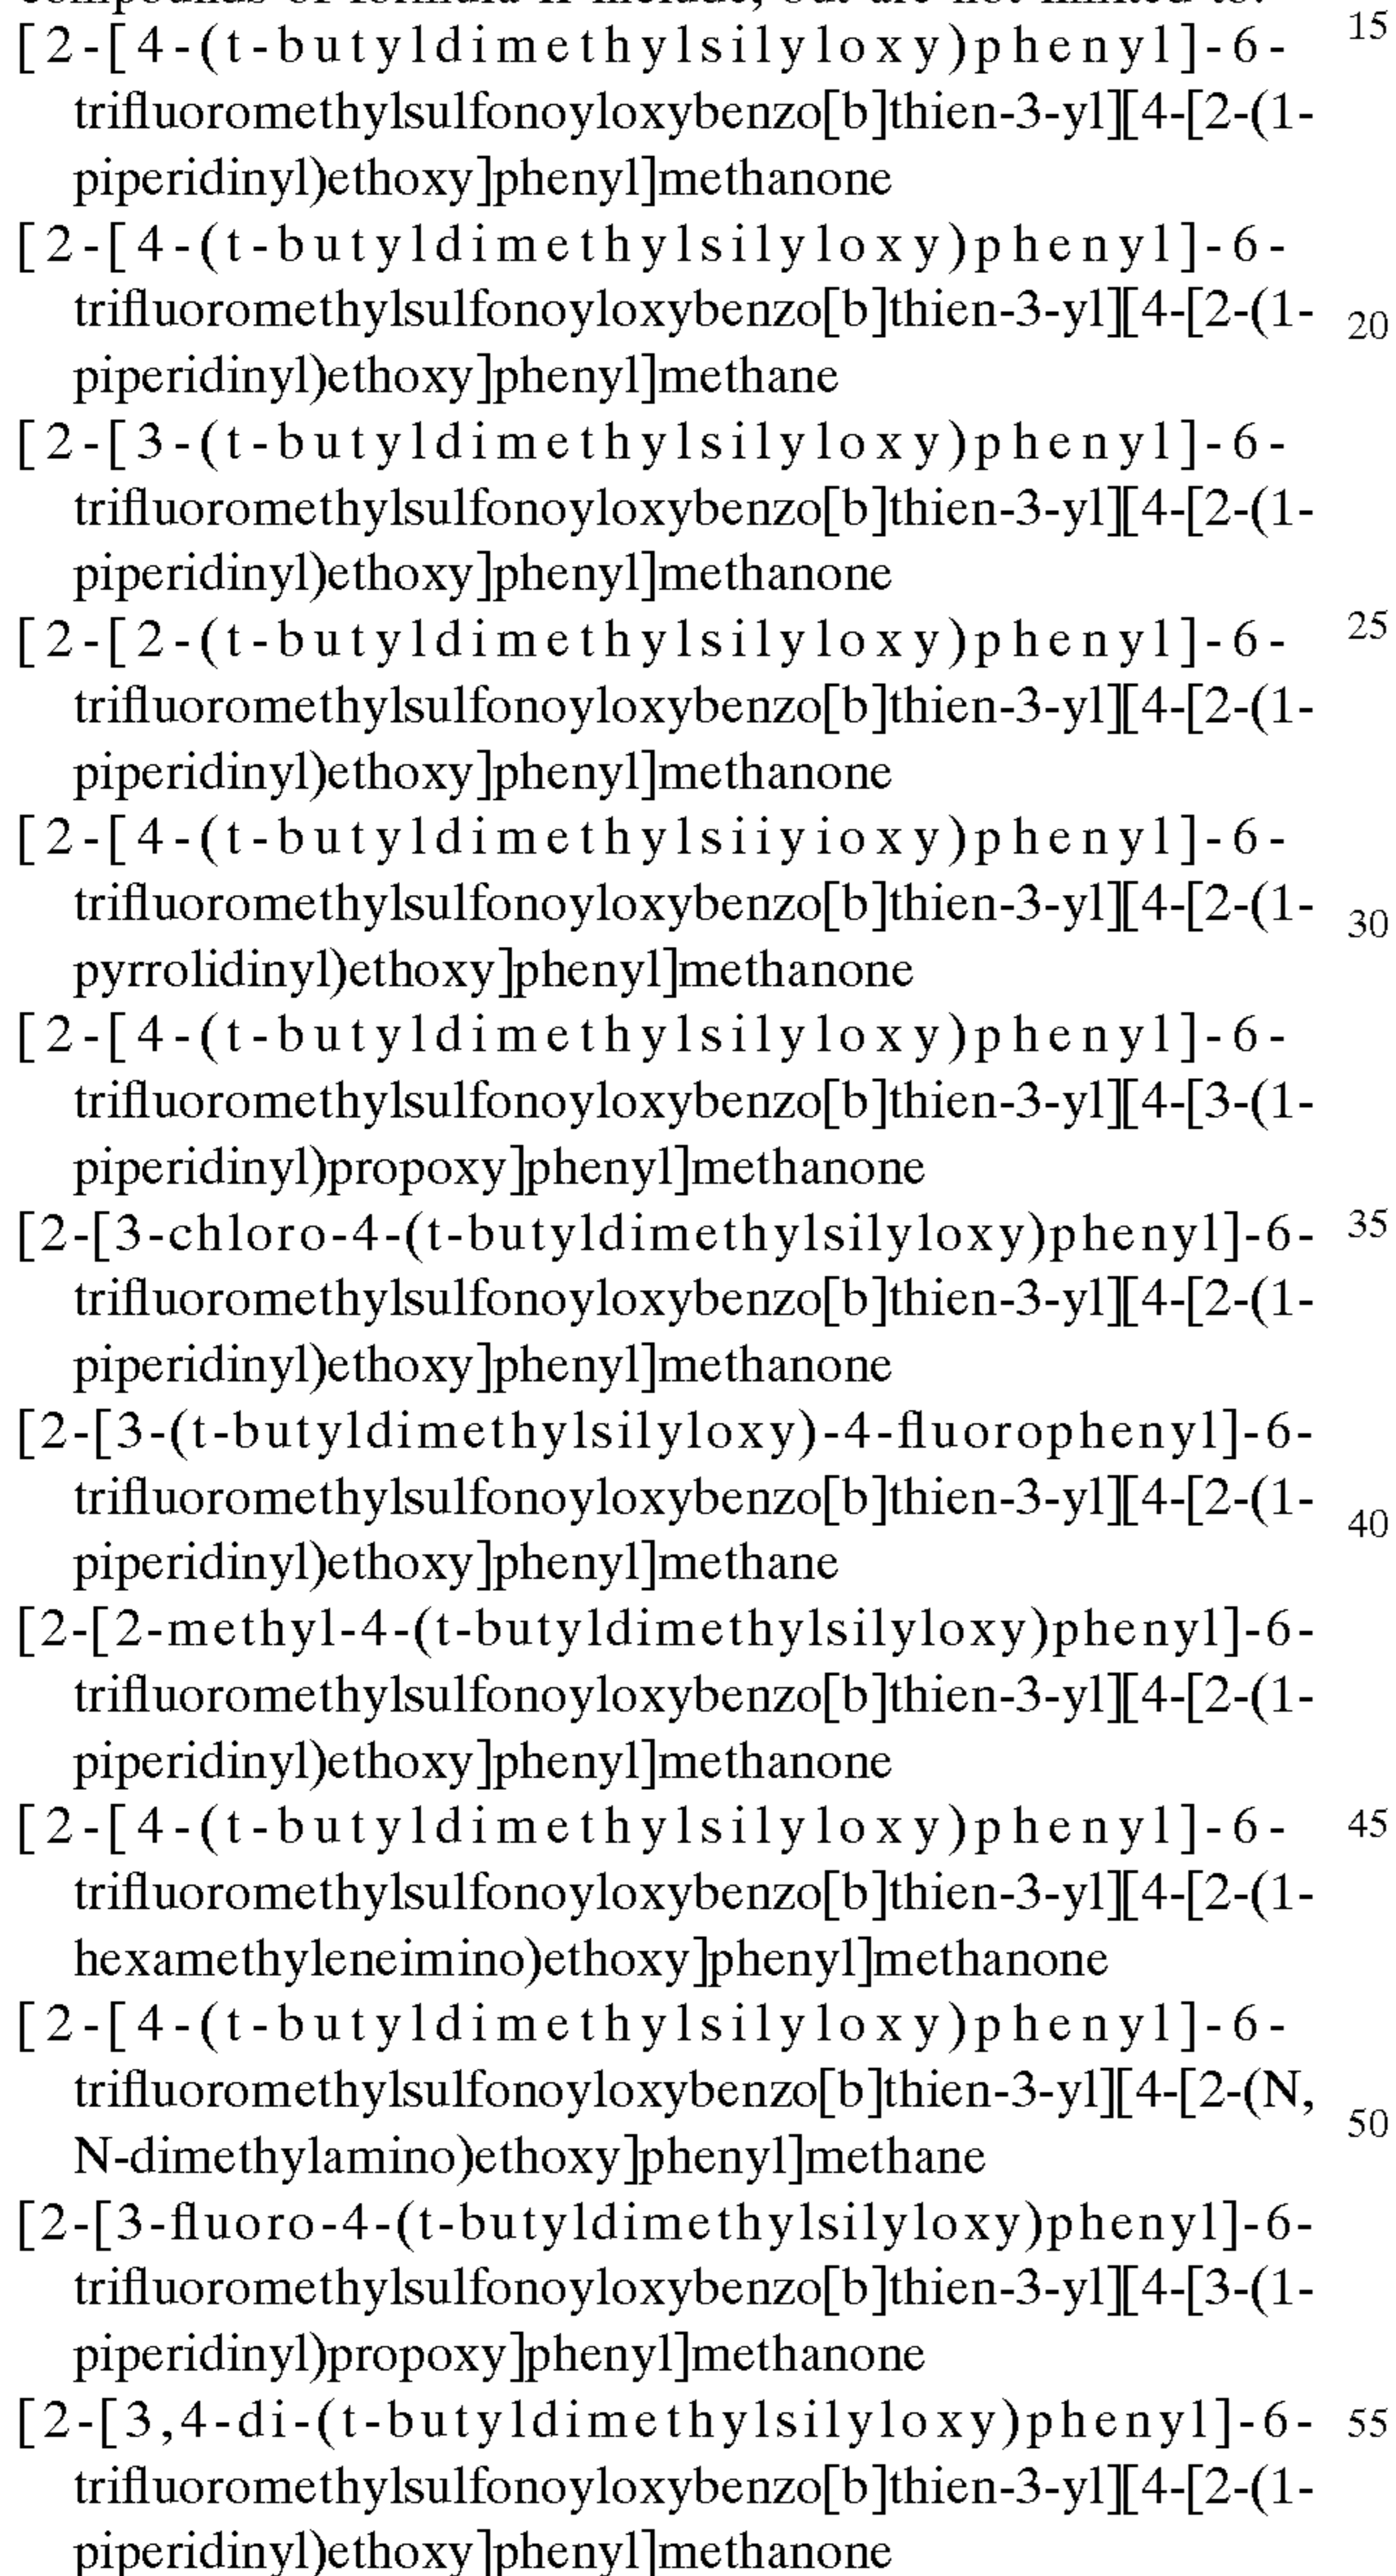 compounds of formula II include, but are not limited to:
[2-[4-(t-butyldimethylsilyloxy)phenyl]-6- 15
trifluoromethylsulfonoyloxybenzo[b]thien-3-yl][4-[2-(1-
piperidinyl)ethoxy]phenyl]methanone
[2-[4-(t-butyldimethylsilyloxy)phenyl]-6-
trifluoromethylsulfonoyloxybenzo[b]thien-3-yl][4-[2-(1- 20
piperidinyl)ethoxy]phenyl]methane
[2-[3-(t-butyldimethylsilyloxy)phenyl]-6-
trifluoromethylsulfonoyloxybenzo[b]thien-3-yl][4-[2-(1-
piperidinyl)ethoxy]phenyl]methanone
[2-[2-(t-butyldimethylsilyloxy)phenyl]-6- 25
trifluoromethylsulfonoyloxybenzo[b]thien-3-yl][4-[2-(1-
piperidinyl)ethoxy]phenyl]methanone
[2-[4-(t-butyldimethylsiiyioxy)phenyl]-6-
trifluoromethylsulfonoyloxybenzo[b]thien-3-yl][4-[2-(1- 30
pyrrolidinyl)ethoxy]phenyl]methanone
[2-[4-(t-butyldimethylsilyloxy)phenyl]-6-
trifluoromethylsulfonoyloxybenzo[b]thien-3-yl][4-[3-(1-
piperidinyl)propoxy]phenyl]methanone
[2-[3-chloro-4-(t-butyldimethylsilyloxy)phenyl]-6- 35
trifluoromethylsulfonoyloxybenzo[b]thien-3-yl][4-[2-(1-
piperidinyl)ethoxy]phenyl]methanone
[2-[3-(t-butyldimethylsilyloxy)-4-fluorophenyl]-6-
trifluoromethylsulfonoyloxybenzo[b]thien-3-yl][4-[2-(1- 40
piperidinyl)ethoxy]phenyl]methane
[2-[2-methyl-4-(t-butyldimethylsilyloxy)phenyl]-6-
trifluoromethylsulfonoyloxybenzo[b]thien-3-yl][4-[2-(1-
piperidinyl)ethoxy]phenyl]methanone
[2-[4-(t-butyldimethylsilyloxy)phenyl]-6- 45
trifluoromethylsulfonoyloxybenzo[b]thien-3-yl][4-[2-(1-
hexamethyleneimino)ethoxy]phenyl]methanone
[2-[4-(t-butyldimethylsilyloxy)phenyl]-6-
trifluoromethylsulfonoyloxybenzo[b]thien-3-yl][4-[2-(N,
N-dimethylamino)ethoxy]phenyl]methane 50
[2-[3-fluoro-4-(t-butyldimethylsilyloxy)phenyl]-6-
trifluoromethylsulfonoyloxybenzo[b]thien-3-yl][4-[3-(1-
piperidinyl)propoxy]phenyl]methanone
[2-[3,4-di-(t-butyldimethylsilyloxy)phenyl]-6- 55
trifluoromethylsulfonoyloxybenzo[b]thien-3-yl][4-[2-(1-
piperidinyl)ethoxy]phenyl]methanone